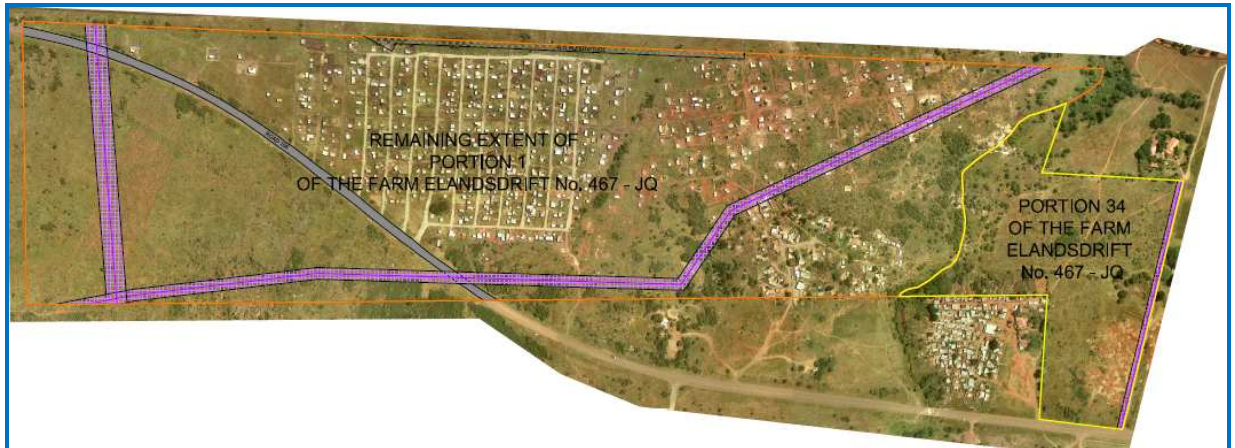 REMAINING EXTENT OF
PORTION 1
OF THE FARM ELANDSDRIFT No. 467 - JQ
PORTION 34
OF THE FARM
ELANDSDRIFT
No. 467 - JQ